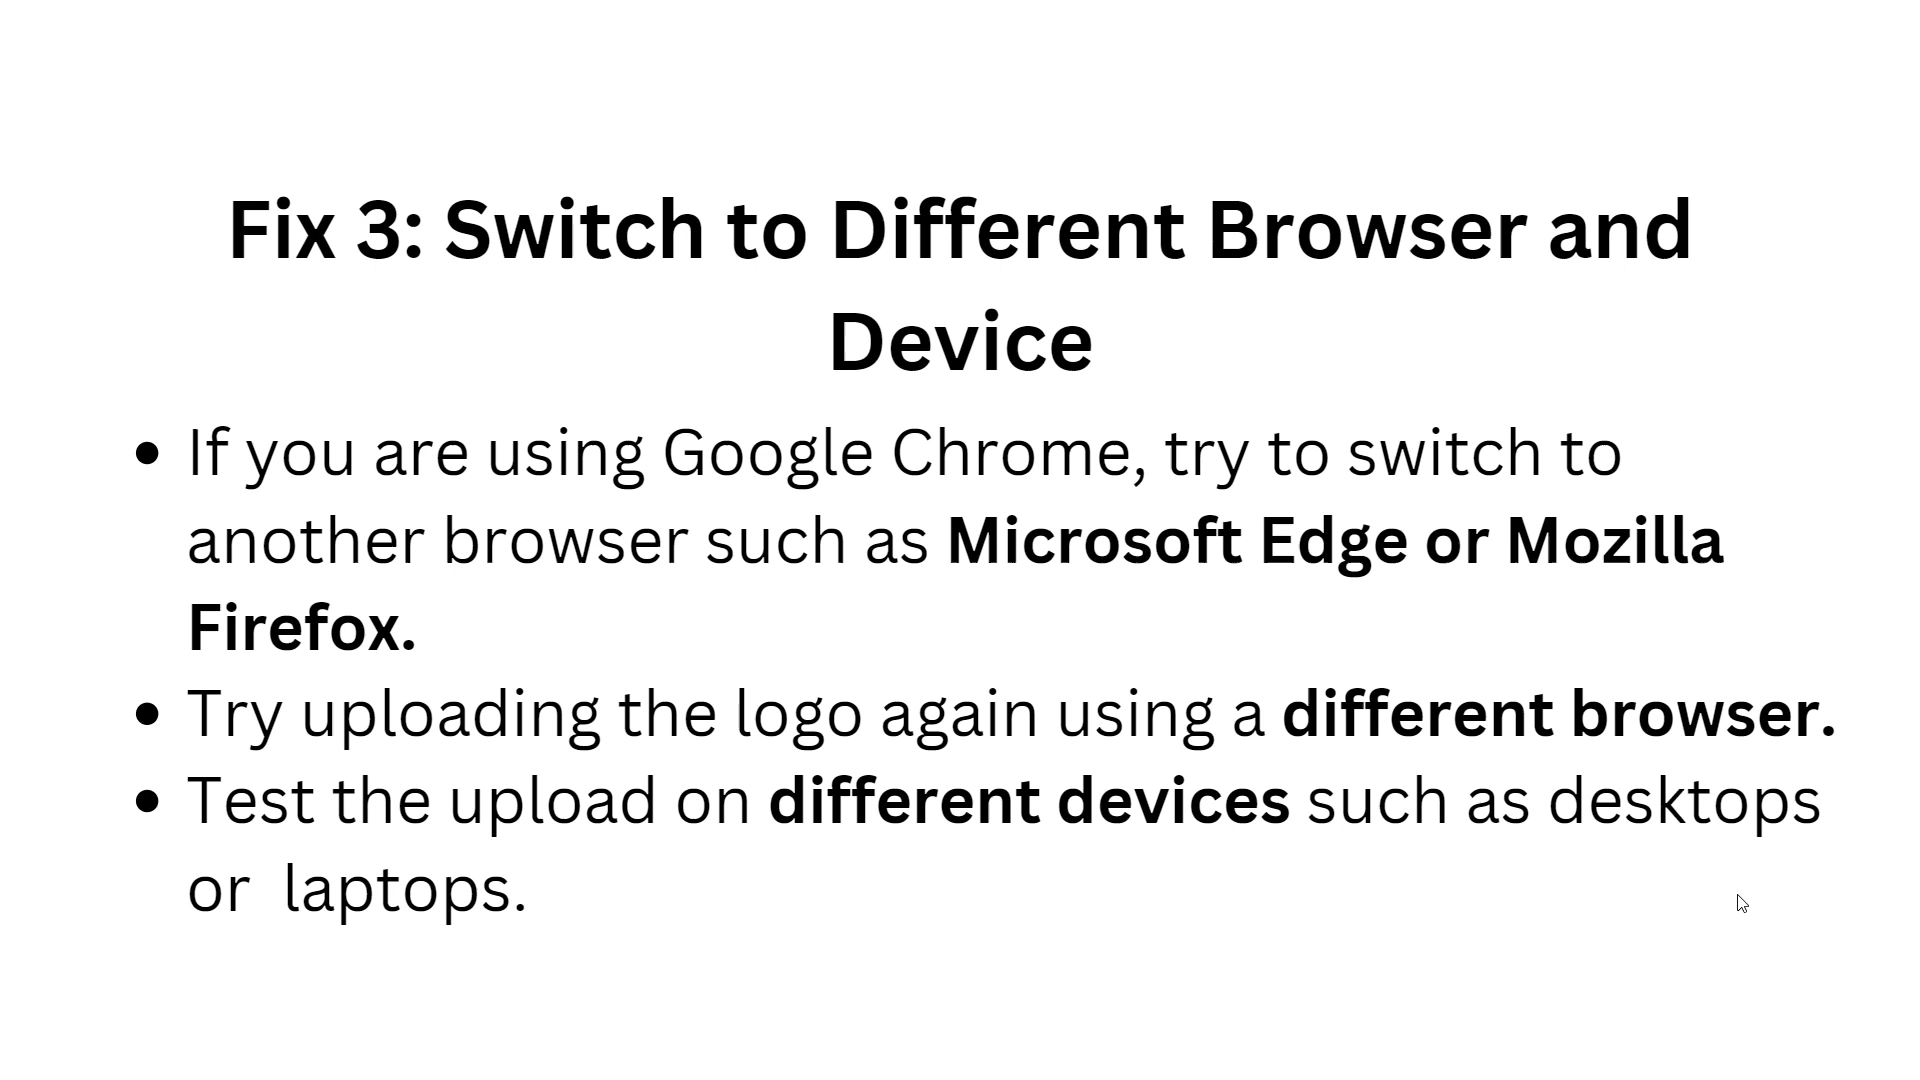 Fix 3: Switch to Different Browser and
Device
• If you are using Google Chrome, try to switch to
another browser such as Microsoft Edge or Mozilla
Firefox.
• Try uploading the logo again using a different browser.
• Test the upload on different devices such as desktops
or  laptops.